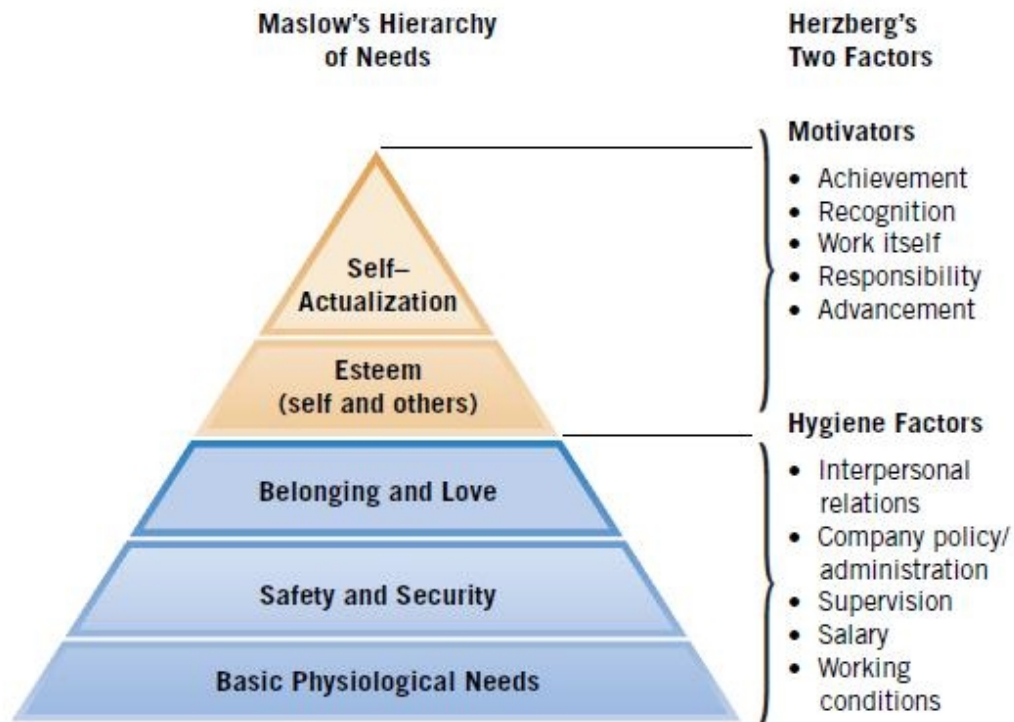 Maslow's Hierarchy
of Needs
Self–
Actualization
Esteem
(self and others)
Belonging and Love
Safety and Security
Basic Physiological Needs
Herzberg's
Two Factors
Motivators
• Achievement
• Recognition
• Work itself
• Responsibility
• Advancement
Hygiene Factors
• Interpersonal
relations
• Company policy/
administration
• Supervision
• Salary
• Working
conditions